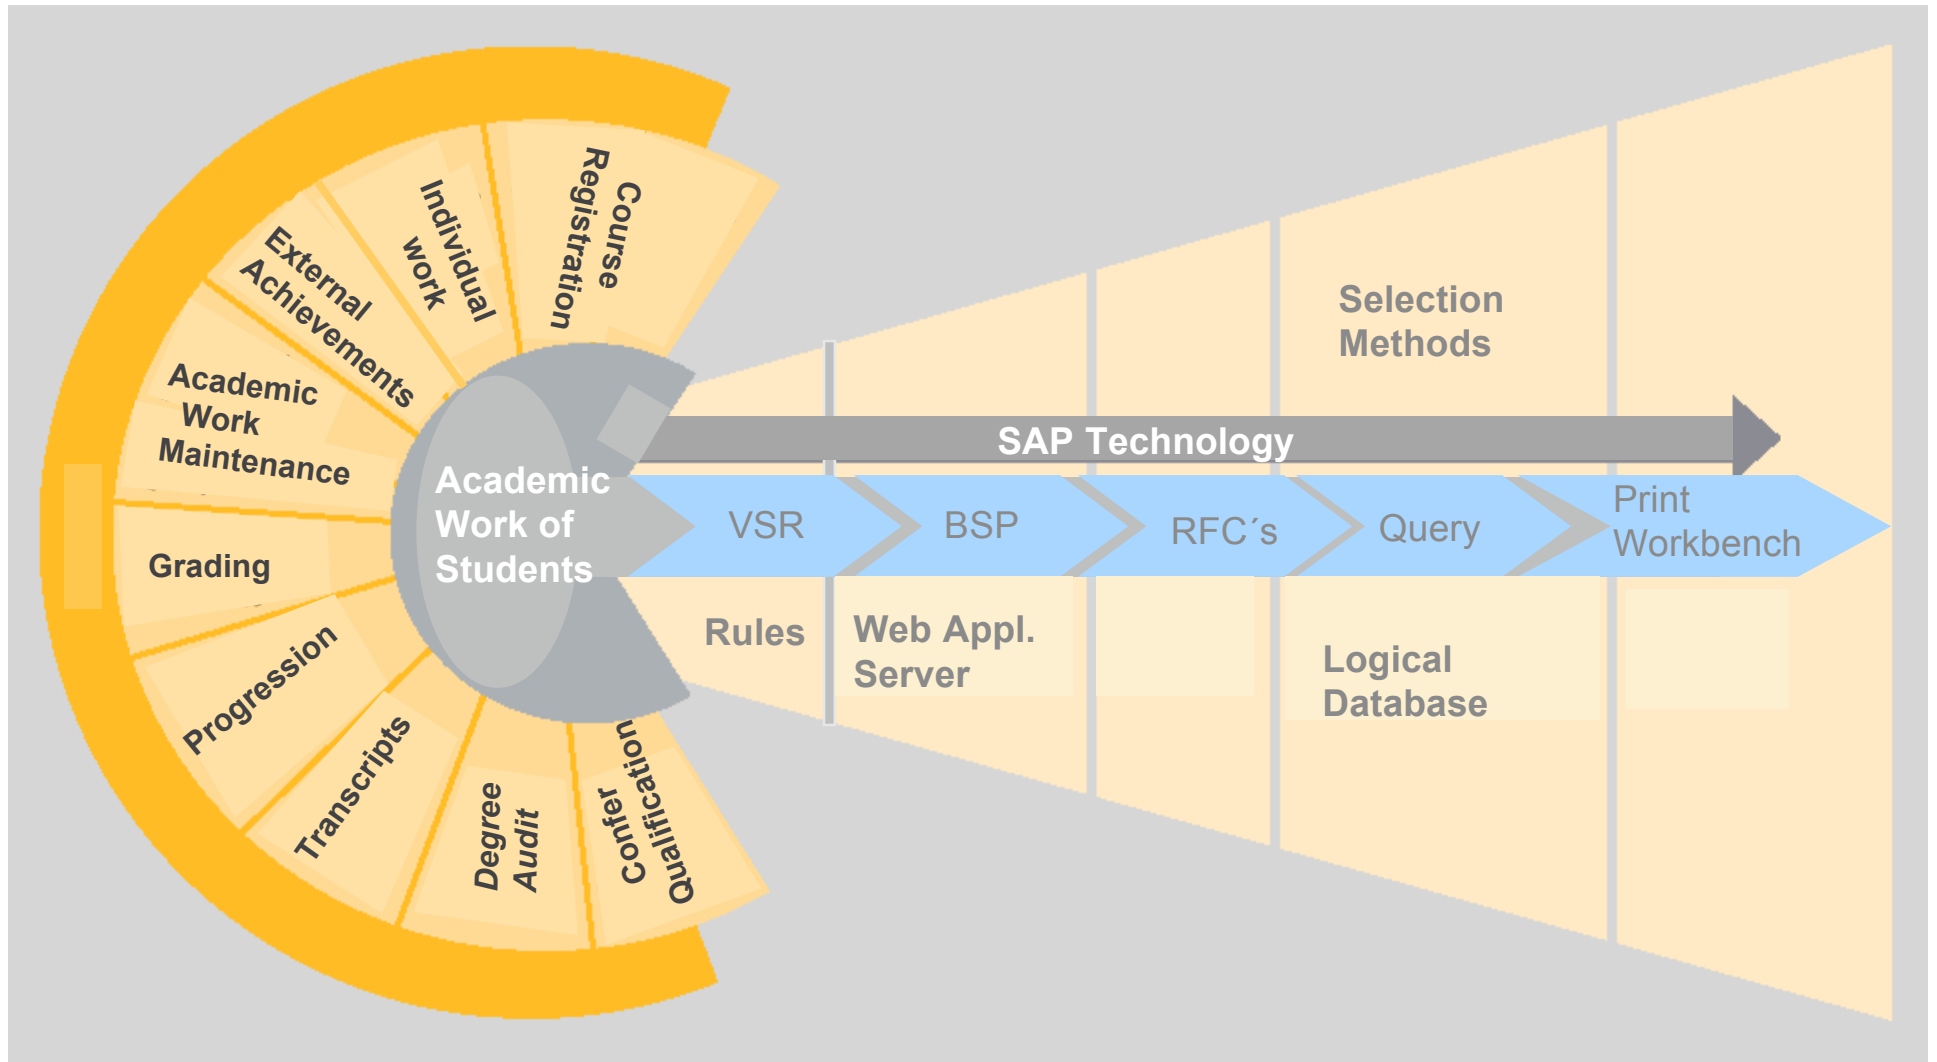 Course
Registration
Individual
work
External
Achievements
Academic
Work
Maintenance
Grading
Progression
Transcripts
Degree
Audit
Confer
Qualification
Academic
Work of
Students
Selection
Methods
SAP Technology
VSR
BSP
RFC´s
Query
Print
Workbench
Rules
Web Appl.
Server
Logical
Database